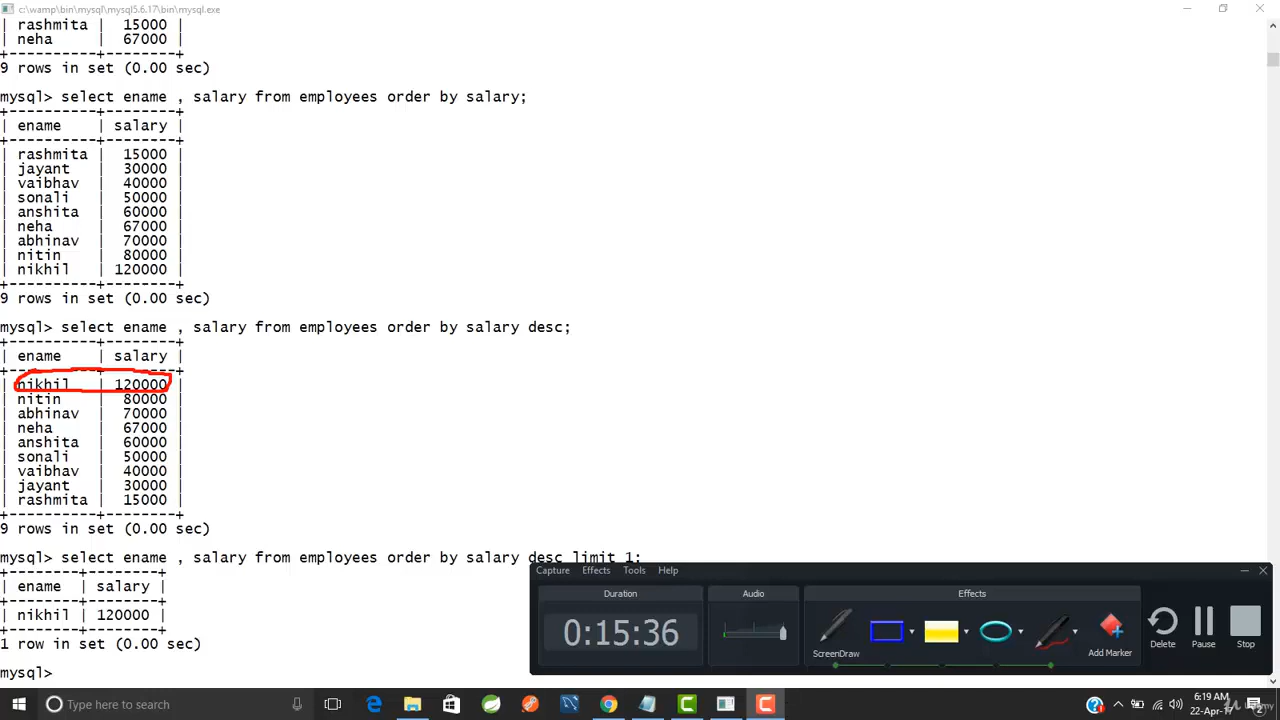 c:\wamp\bin\mysql\mysql5.6.17\bin\mysql.exe
| rashmita | 15000 |
| neha | 67000 |
+----------+--------+
9 rows in set (0.00 sec)
mysql> select ename , salary from employees order by salary;
+----------+--------+
| ename | salary |
+----------+--------+
| rashmita | 15000 |
| jayant | 30000 |
| vaibhav | 40000 |
| sonali | 50000 |
| anshita | 60000 |
| neha | 67000 |
| abhinav | 70000 |
| nitin | 80000 |
| nikhil | 120000 |
+----------+--------+
9 rows in set (0.00 sec)
mysql> select ename , salary from employees order by salary desc;
+----------+--------+
| ename | salary |
+----------+--------+
| nikhil | 120000 |
| nitin | 80000 |
| abhinav | 70000 |
| neha | 67000 |
| anshita | 60000 |
| sonali | 50000 |
| vaibhav | 40000 |
| jayant | 30000 |
| rashmita | 15000 |
+----------+--------+
9 rows in set (0.00 sec)
mysql> select ename , salary from employees order by salary desc limit 1;
+--------+--------+
| ename | salary |
+--------+--------+
| nikhil | 120000 |
+--------+--------+
1 row in set (0.00 sec)
mysql>
Capture Effects Tools Help
Duration Audio Effects
0:15:36
ScreenDraw Add Marker Delete Pause Stop
Type here to search
6:19 AM
22-Apr-1